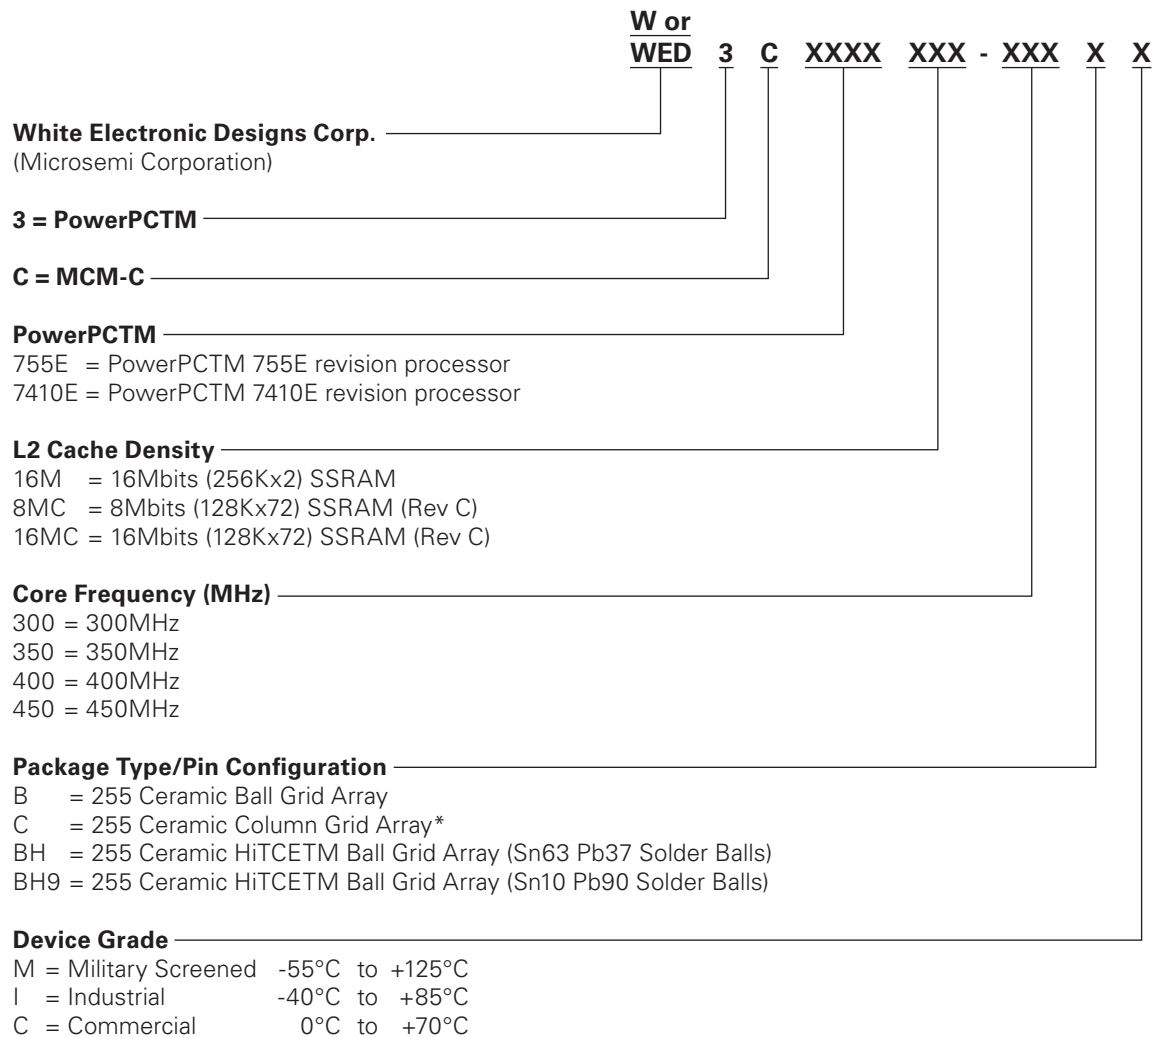 W or
WED 3 C XXXX XXX - XXX X X
White Electronic Designs Corp.
(Microsemi Corporation)
3 = PowerPCTM
C = MCM-C
PowerPCTM
755E = PowerPCTM 755E revision processor
7410E = PowerPCTM 7410E revision processor
L2 Cache Density
16M = 16Mbits (256Kx2) SSRAM
8MC = 8Mbits (128Kx72) SSRAM (Rev C)
16MC = 16Mbits (128Kx72) SSRAM (Rev C)
Core Frequency (MHz)
300 = 300MHz
350 = 350MHz
400 = 400MHz
450 = 450MHz
Package Type/Pin Configuration
B = 255 Ceramic Ball Grid Array
C = 255 Ceramic Column Grid Array*
BH = 255 Ceramic HiTCETM Ball Grid Array (Sn63 Pb37 Solder Balls)
BH9 = 255 Ceramic HiTCETM Ball Grid Array (Sn10 Pb90 Solder Balls)
Device Grade
M = Military Screened -55°C to +125°C
I = Industrial -40°C to +85°C
C = Commercial 0°C to +70°C